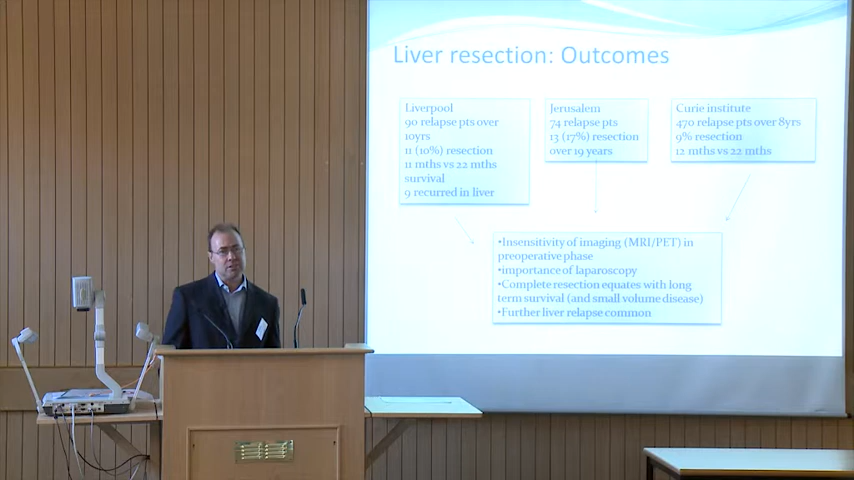 Liver resection: Outcomes
Liverpool
90 relapse pts over
10yrs
11 (10%) resection
11 mths vs 22 mths
survival
9 recurred in liver
Jerusalem
74 relapse pts
13 (17%) resection
over 19 years
Curie institute
470 relapse pts over 8yrs
9% resection
12 mths vs 22 mths
•Insensitivity of imaging (MRI/PET) in
preoperative phase
•importance of laparoscopy
•Complete resection equates with long
term survival (and small volume disease)
•Further liver relapse common